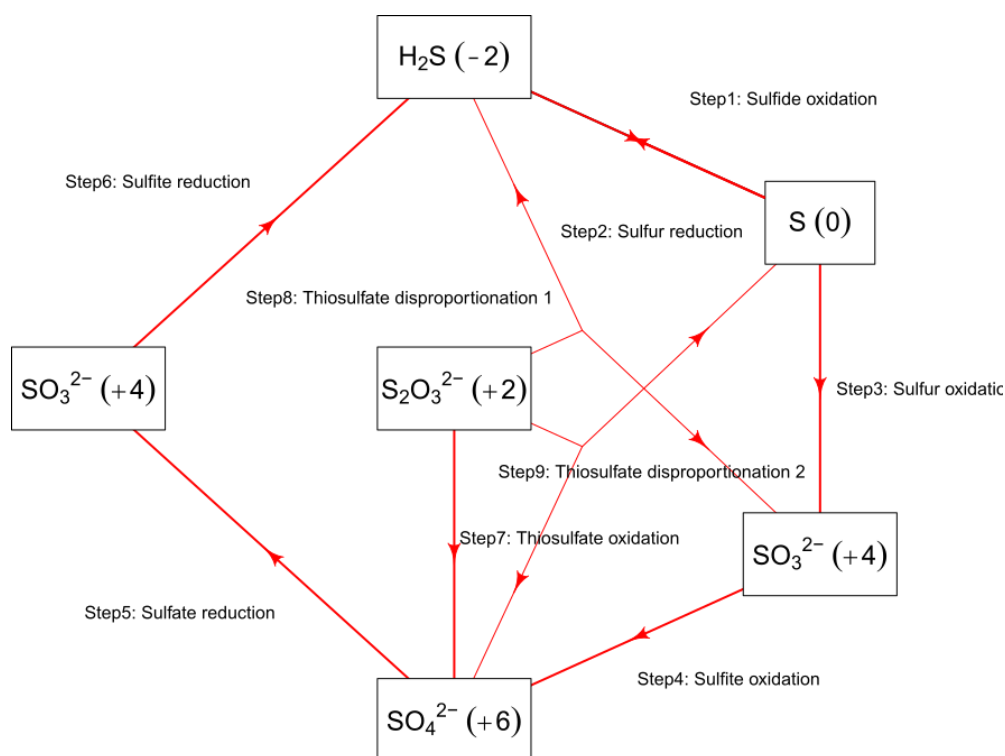 H₂S (−2)
Step1: Sulfide oxidation
Step6: Sulfite reduction
S (0)
Step2: Sulfur reduction
Step8: Thiosulfate disproportionation 1
SO₃²⁻ (+4)
S₂O₃²⁻ (+2)
Step3: Sulfur oxidatio
Step9: Thiosulfate disproportionation 2
Step7: Thiosulfate oxidation
SO₃²⁻ (+4)
Step5: Sulfate reduction
Step4: Sulfite oxidation
SO₄²⁻ (+6)